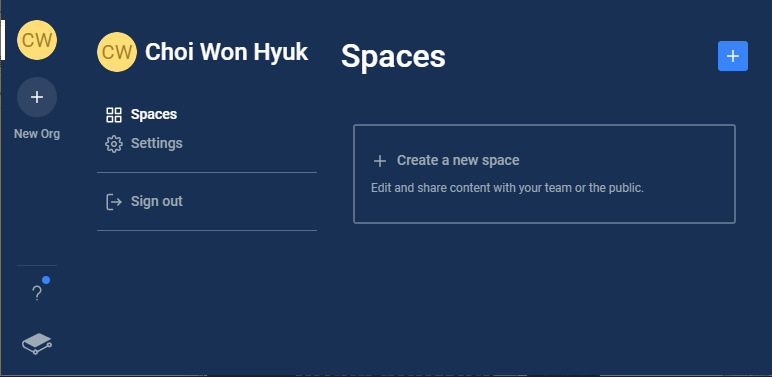 CW
New Org
?
CW Choi Won Hyuk
Spaces
Settings
Sign out
Spaces
+
Create a new space
Edit and share content with your team or the public.